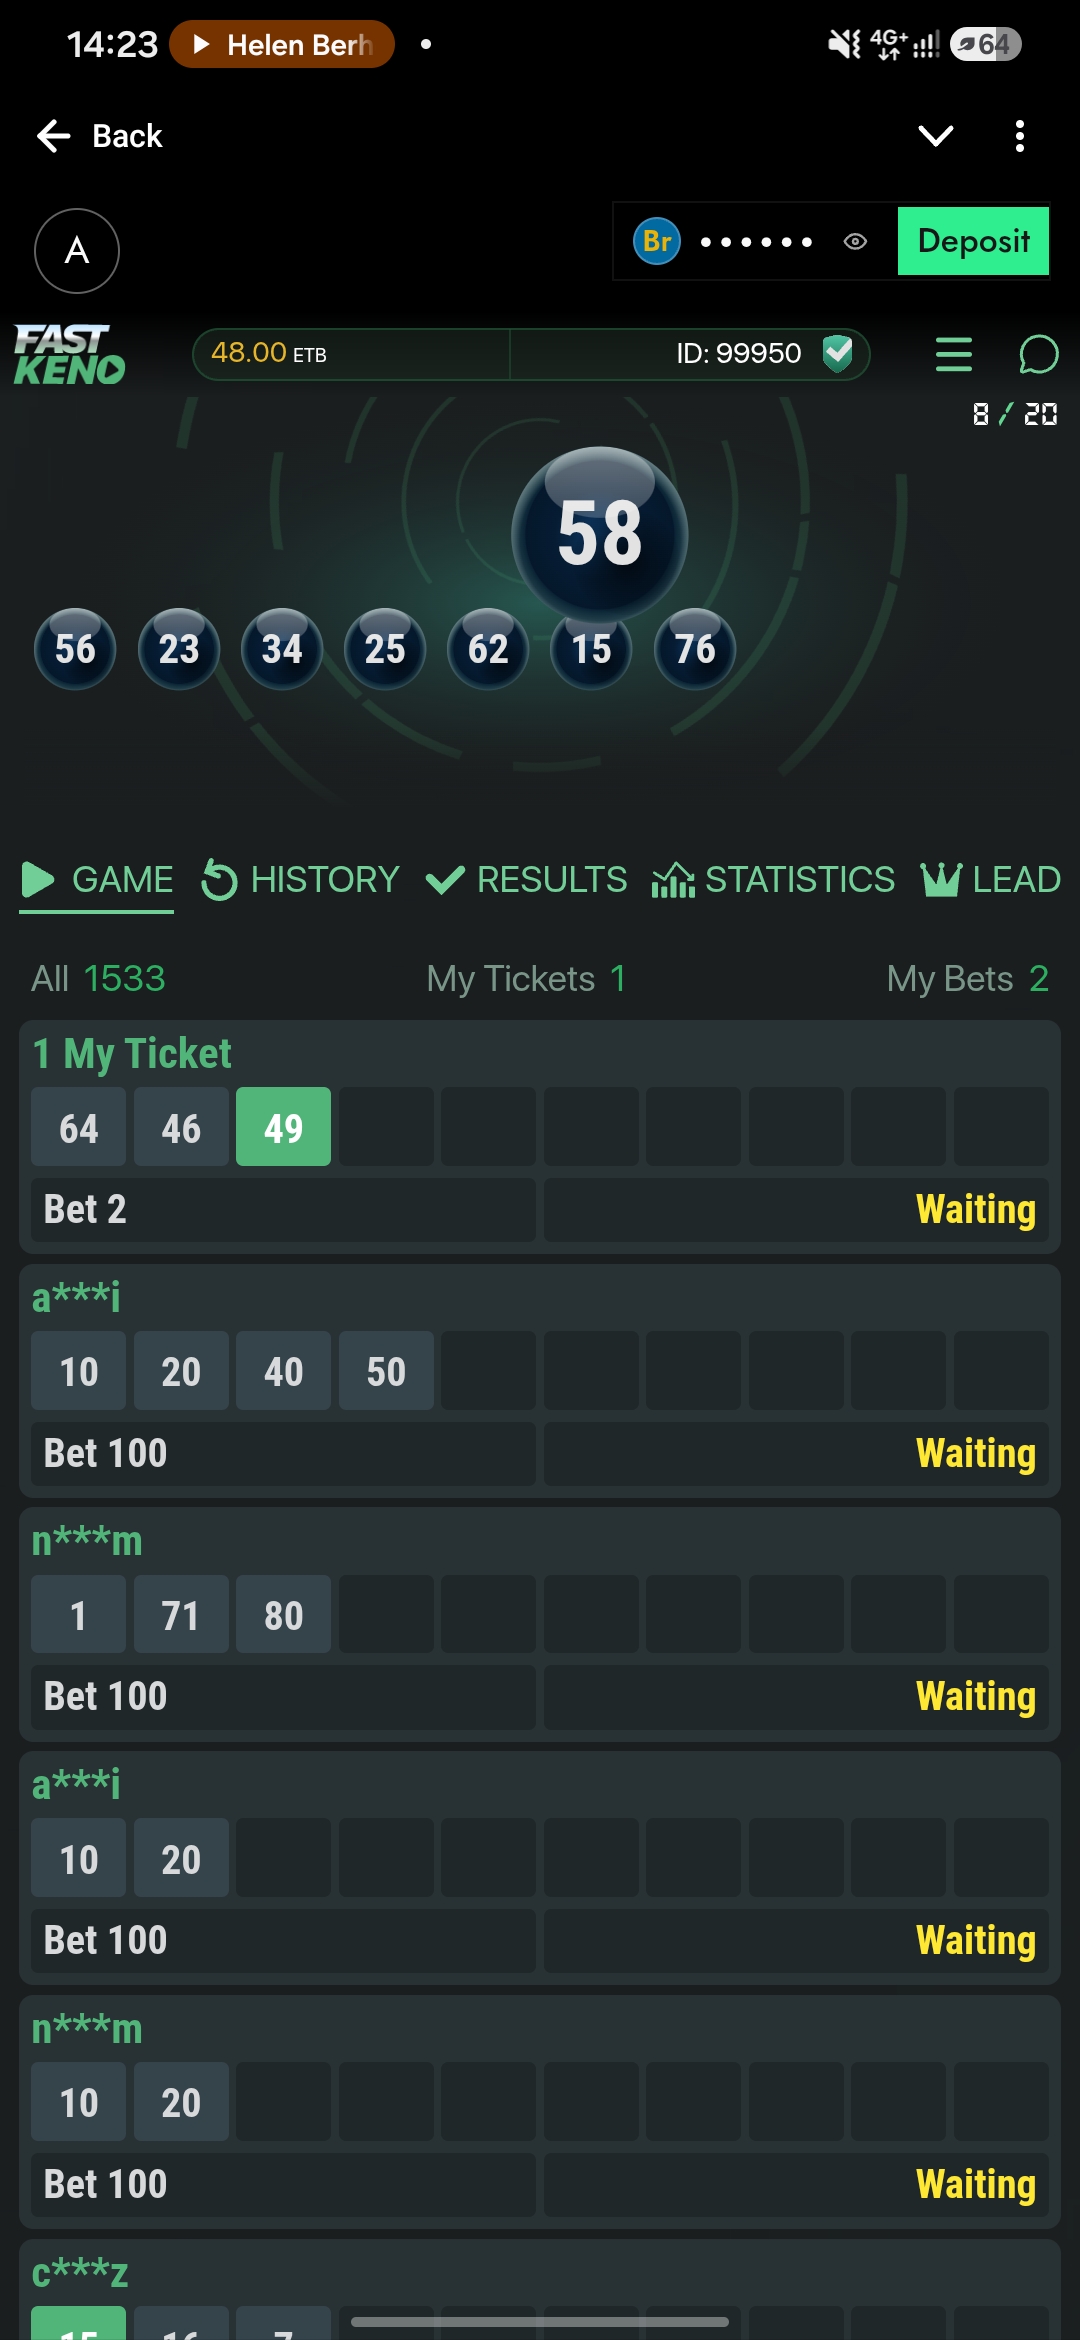 14:23 Helen Berh 4G+ 64
Back
A Br Deposit
FAST
KENO
48.00 ETB ID: 99950
8 / 20
58
56 23 34 25 62 15 76
GAME HISTORY RESULTS STATISTICS LEAD
All 1533 My Tickets 1 My Bets 2
1 My Ticket
64 46 49
Bet 2 Waiting
a***i
10 20 40 50
Bet 100 Waiting
n***m
1 71 80
Bet 100 Waiting
a***i
10 20
Bet 100 Waiting
n***m
10 20
Bet 100 Waiting
c***z
15 16 7